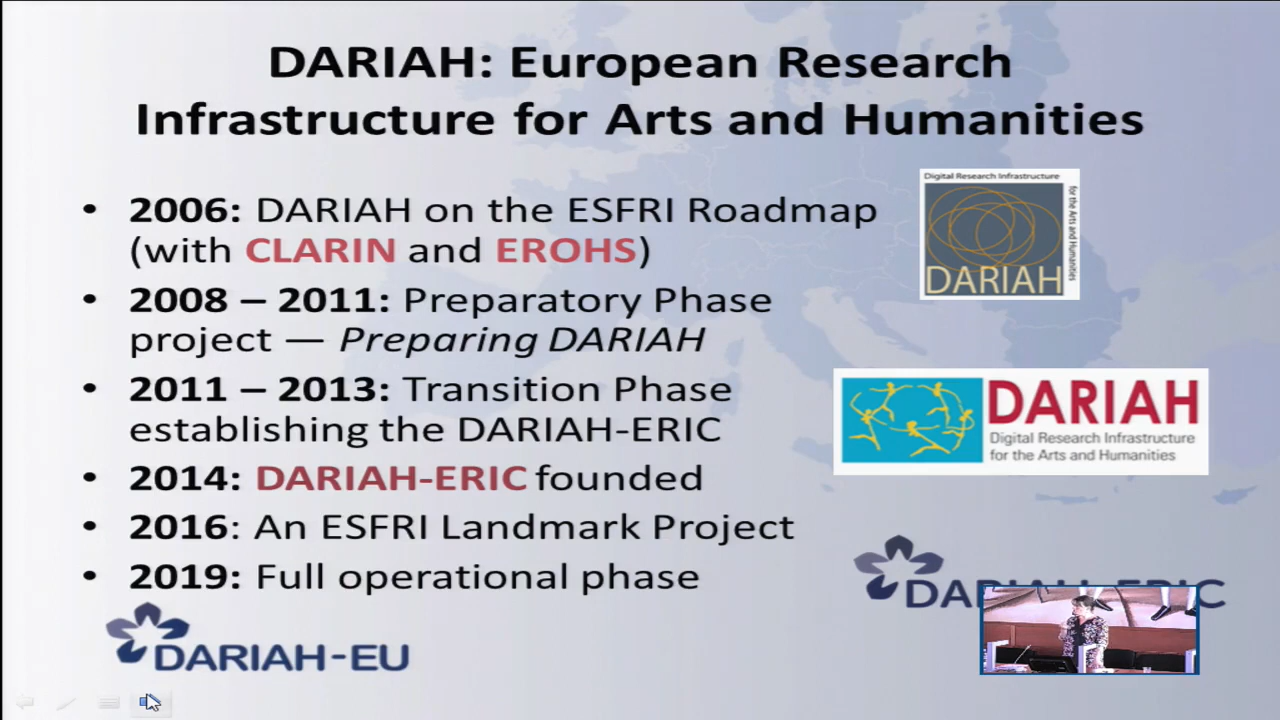 DARIAH: European Research
Infrastructure for Arts and Humanities
• 2006: DARIAH on the ESFRI Roadmap
(with CLARIN and EROHS)
• 2008 – 2011: Preparatory Phase
project — Preparing DARIAH
• 2011 – 2013: Transition Phase
establishing the DARIAH-ERIC
• 2014: DARIAH-ERIC founded
• 2016: An ESFRI Landmark Project
• 2019: Full operational phase
Digital Research Infrastructure
for the Arts and Humanities
DARIAH
DARIAH
Digital Research Infrastructure
for the Arts and Humanities
DARIAH-ERIC
DARIAH-EU